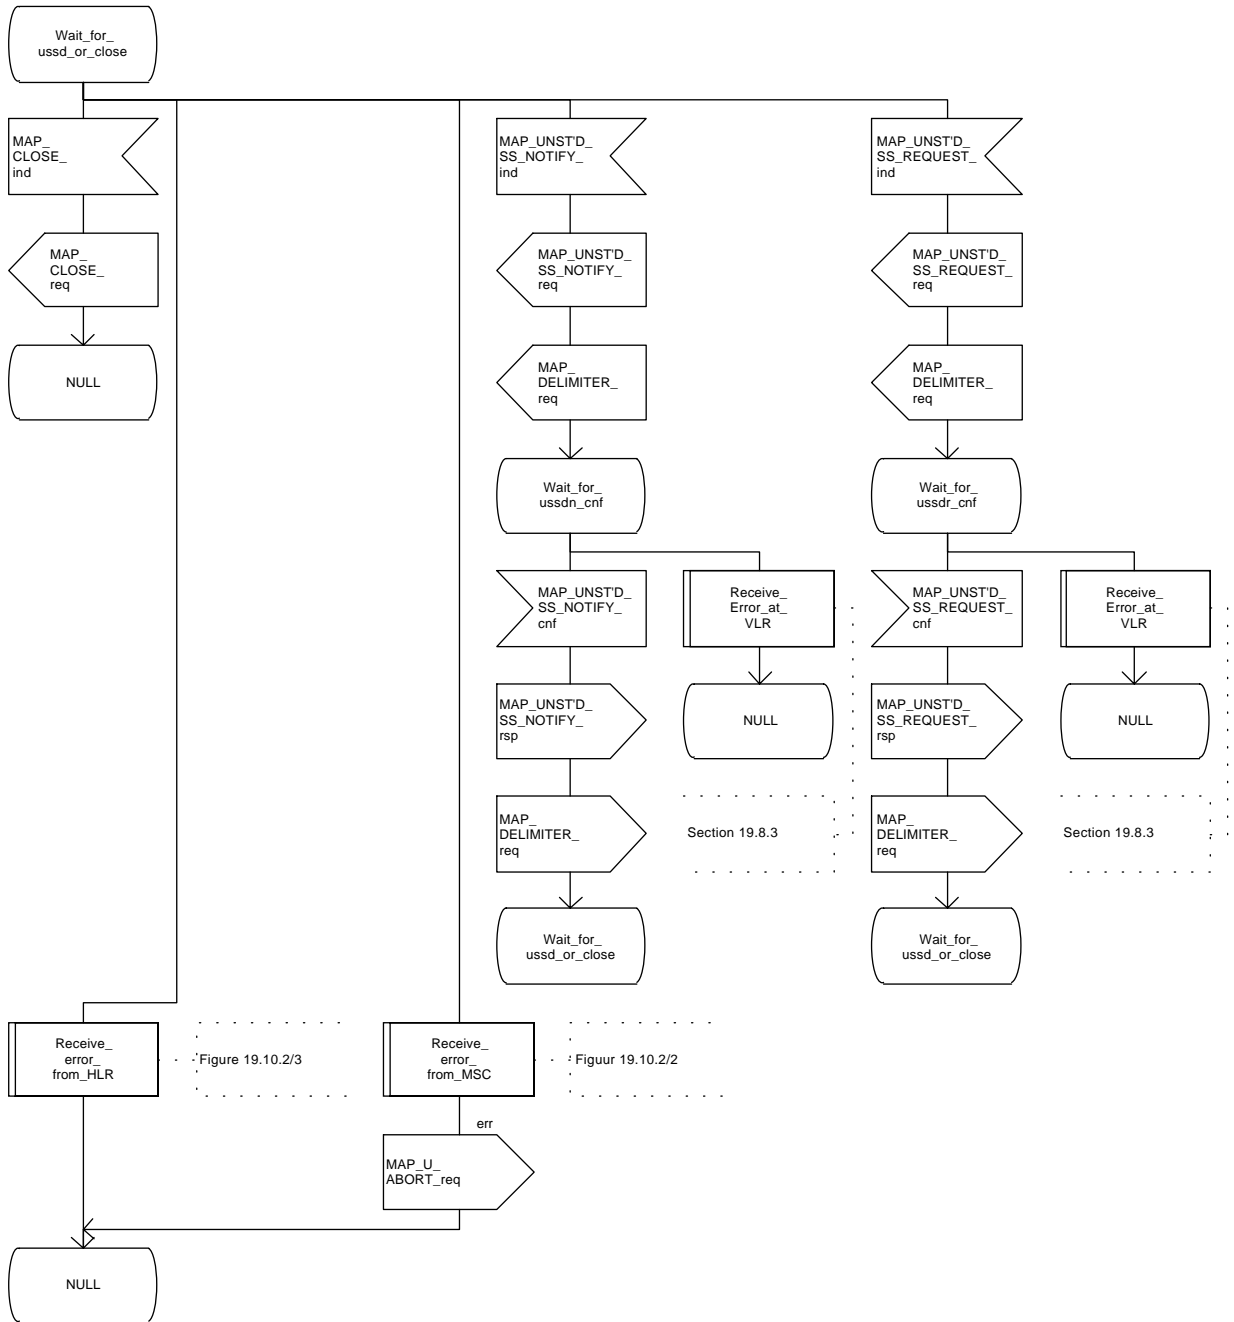 Wait_for_
ussd_or_close
MAP_
CLOSE_
ind
MAP_UNST'D_
SS_NOTIFY_
ind
MAP_UNST'D_
SS_REQUEST_
ind
MAP_
CLOSE_
req
MAP_UNST'D_
SS_NOTIFY_
req
MAP_UNST'D_
SS_REQUEST_
req
NULL
MAP_
DELIMITER_
req
MAP_
DELIMITER_
req
Wait_for_
ussdn_cnf
Wait_for_
ussdr_cnf
MAP_UNST'D_
SS_NOTIFY_
cnf
Receive_
Error_at_
VLR
MAP_UNST'D_
SS_REQUEST_
cnf
Receive_
Error_at_
VLR
MAP_UNST'D_
SS_NOTIFY_
rsp
NULL
MAP_UNST'D_
SS_REQUEST_
rsp
NULL
MAP_
DELIMITER_
req
Section 19.8.3
MAP_
DELIMITER_
req
Section 19.8.3
Wait_for_
ussd_or_close
Wait_for_
ussd_or_close
Receive_
error_
from_HLR
Figure 19.10.2/3
Receive_
error_
from_MSC
Figuur 19.10.2/2
err
MAP_U_
ABORT_req
NULL